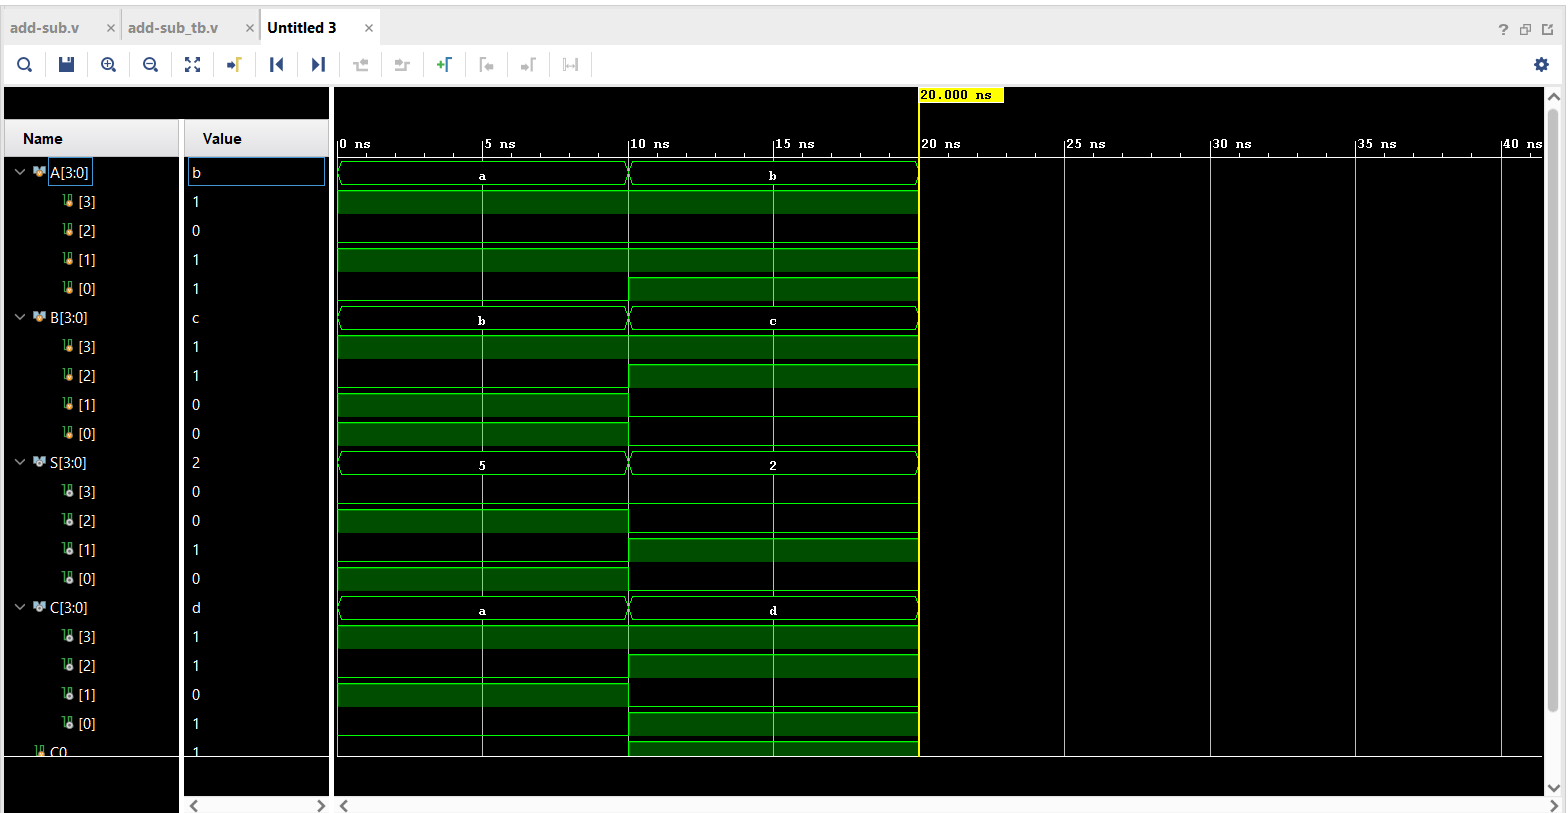 add-sub.v × add-sub_tb.v × Untitled 3 ×
?
20.000 ns
Name Value
0 ns 5 ns 10 ns 15 ns 20 ns 25 ns 30 ns 35 ns 40 ns
A[3:0] b a b
[3] 1
[2] 0
[1] 1
[0] 1
B[3:0] c b c
[3] 1
[2] 1
[1] 0
[0] 0
S[3:0] 2 5 2
[3] 0
[2] 0
[1] 1
[0] 0
C[3:0] d a d
[3] 1
[2] 1
[1] 0
[0] 1
C0 1